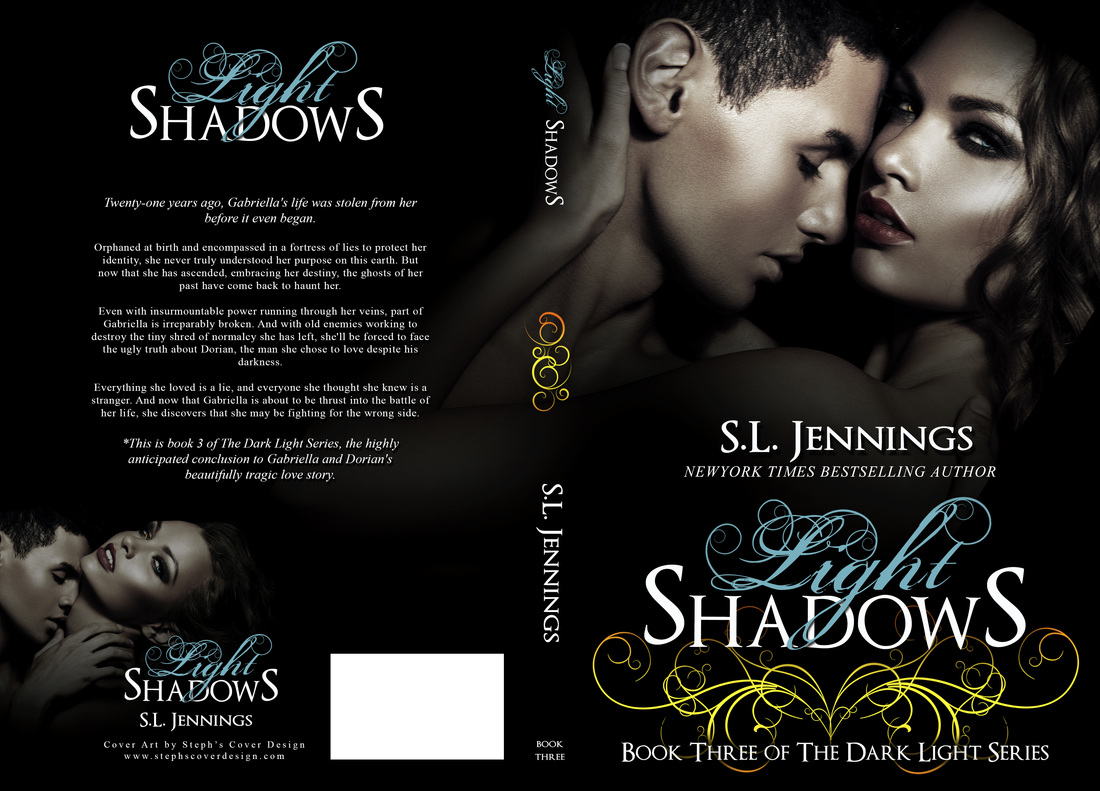 Light
SHADOWS
Twenty-one years ago, Gabriella's life was stolen from her
before it even began.
Orphaned at birth and encompassed in a fortress of lies to protect her
identity, she never truly understood her purpose on this earth. But
now that she has ascended, embracing her destiny, the ghosts of her
past have come back to haunt her.
Even with insurmountable power running through her veins, part of
Gabriella is irreparably broken. And with old enemies working to
destroy the tiny shred of normalcy she has left, she'll be forced to face
the ugly truth about Dorian, the man she chose to love despite his
darkness.
Everything she loved is a lie, and everyone she thought she knew is a
stranger. And now that Gabriella is about to be thrust into the battle of
her life, she discovers that she may be fighting for the wrong side.
*This is book 3 of The Dark Light Series, the highly
anticipated conclusion to Gabriella and Dorian's
beautifully tragic love story.
Light
SHADOWS
S.L. JENNINGS
Cover Art by Steph's Cover Design
www.stephscoverdesign.com
Light SHADOWS
S.L. JENNINGS
BOOK
THREE
S.L. JENNINGS
NEWYORK TIMES BESTSELLING AUTHOR
Light
SHADOWS
BOOK THREE OF THE DARK LIGHT SERIES